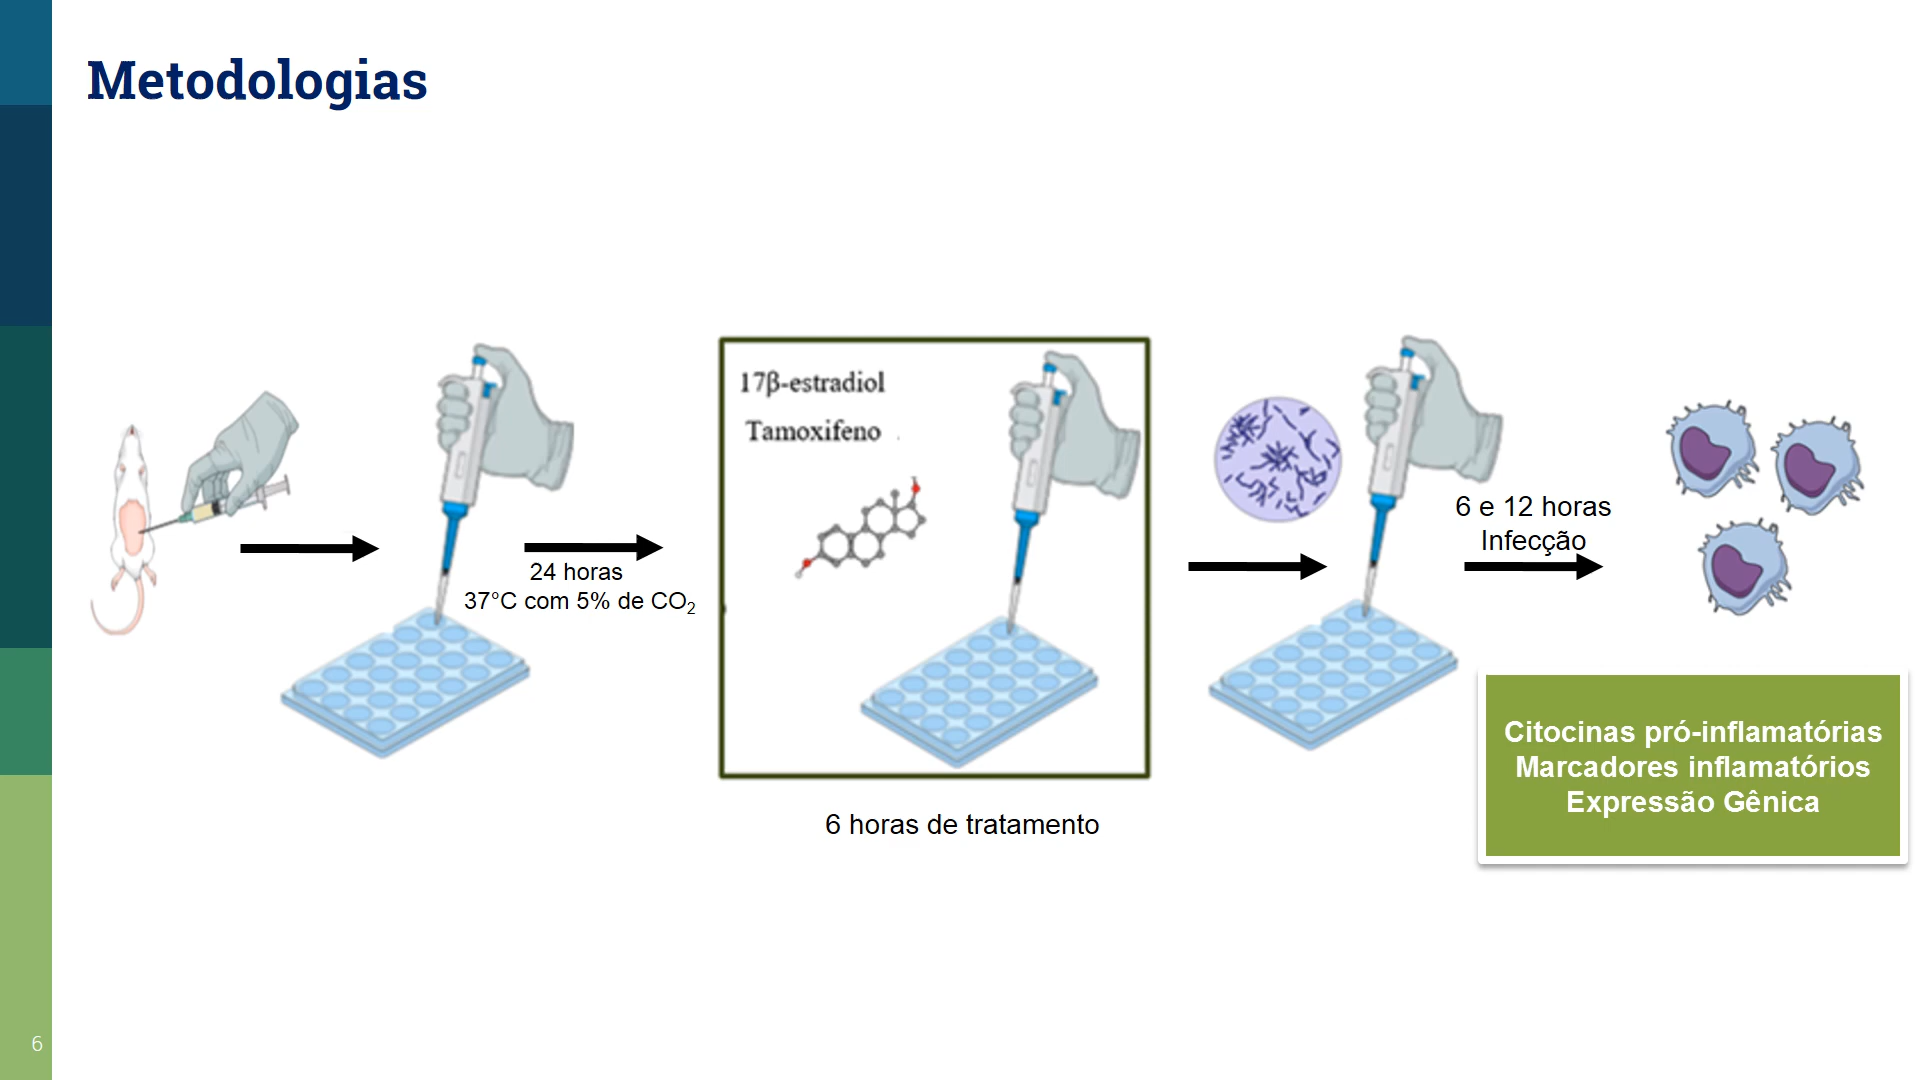 Metodologias
24 horas
37°C com 5% de CO₂
17β-estradiol
Tamoxifeno
6 horas de tratamento
6 e 12 horas
Infecção
Citocinas pró-inflamatórias
Marcadores inflamatórios
Expressão Gênica
6